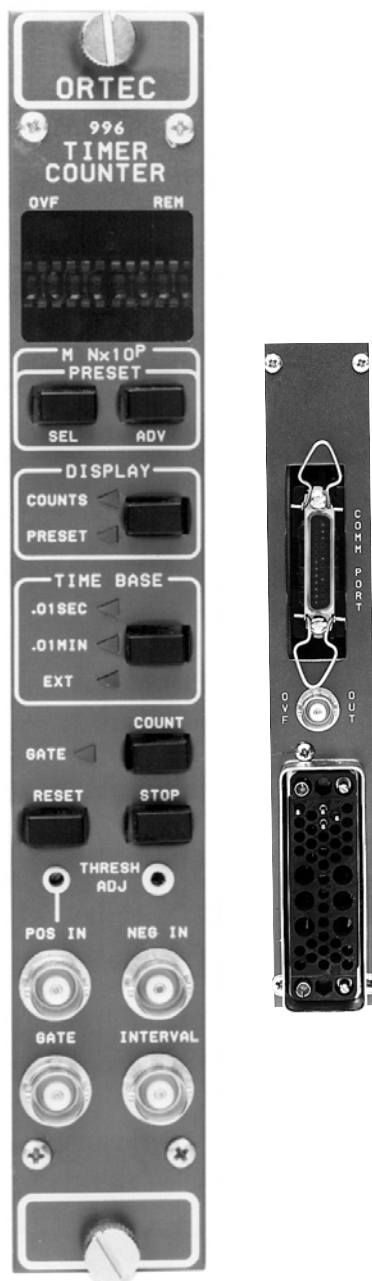 ORTEC
996
TIMER
COUNTER
OVF REM
M Nx10P
PRESET
SEL ADV
DISPLAY
COUNTS
PRESET
TIME BASE
.01SEC
.01MIN
EXT
COUNT
GATE
RESET STOP
THRESH
ADJ
POS IN NEG IN
GATE INTERVAL
COMM PORT
OVF OUT